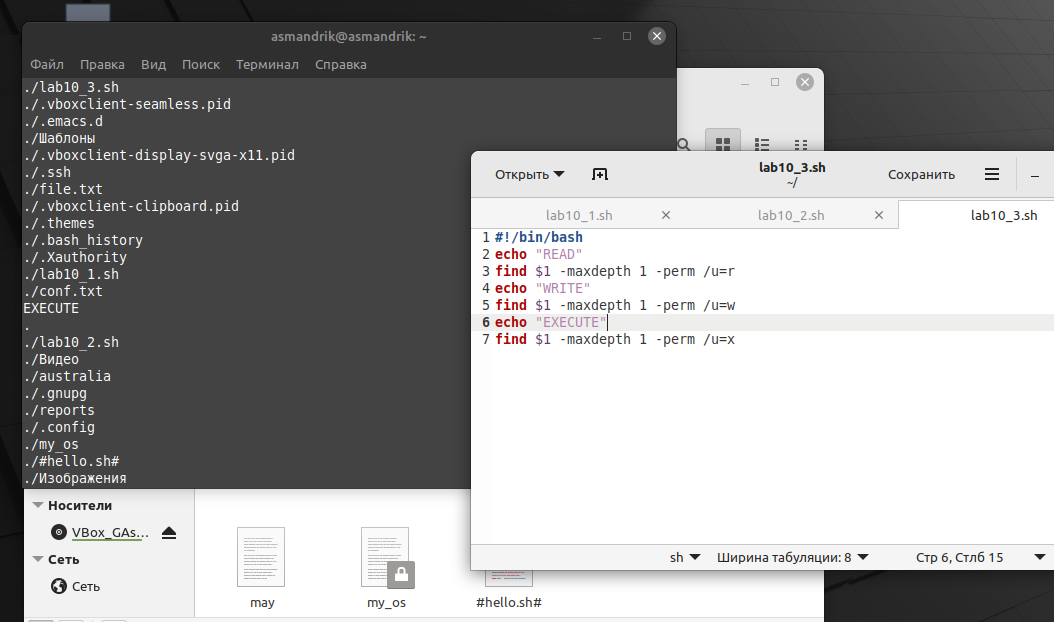 asmandrik@asmandrik: ~
Файл Правка Вид Поиск Терминал Справка
./lab10_3.sh
./.vboxclient-seamless.pid
./.emacs.d
./Шаблоны
./.vboxclient-display-svga-x11.pid
./.ssh
./file.txt
./.vboxclient-clipboard.pid
./.themes
./.bash_history
./.Xauthority
./lab10_1.sh
./conf.txt
EXECUTE
.
./lab10_2.sh
./Видео
./australia
./.gnupg
./reports
./.config
./my_os
./#hello.sh#
./Изображения
Открыть
lab10_3.sh
~/
Сохранить
lab10_1.sh
lab10_2.sh
lab10_3.sh
1 #!/bin/bash
2 echo "READ"
3 find $1 -maxdepth 1 -perm /u=r
4 echo "WRITE"
5 find $1 -maxdepth 1 -perm /u=w
6 echo "EXECUTE"
7 find $1 -maxdepth 1 -perm /u=x
sh Ширина табуляции: 8 Стр 6, Стлб 15
Носители
VBox_GAs...
Сеть
Сеть
may
my_os
#hello.sh#